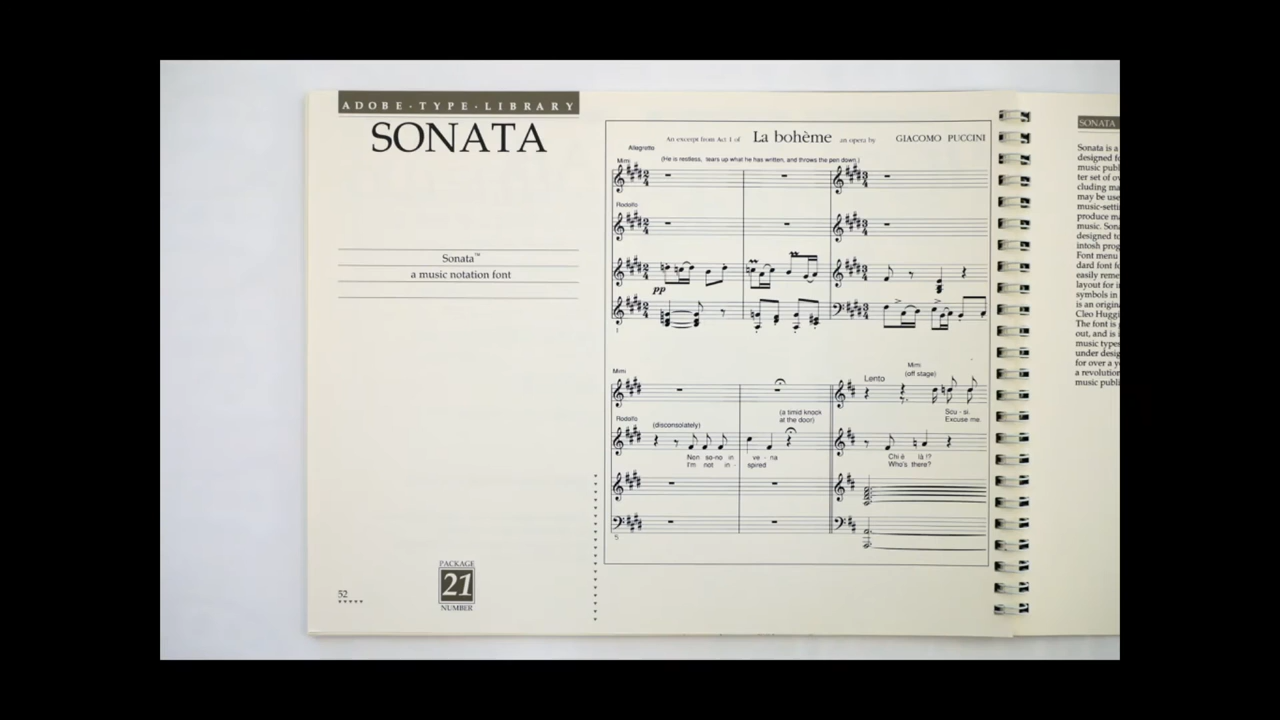 ADOBE·TYPE·LIBRARY
SONATA
Sonata™
a music notation font
PACKAGE
21
NUMBER
52
An excerpt from Act 1 of La bohème an opera by GIACOMO PUCCINI
Allegretto
Mimi (He is restless, tears up what he has written, and throws the pen down.)
Rodolfo
pp
1
Mimi
Mimi
(off stage)
Lento
(a timid knock
at the door)
Scu - si.
Excuse me.
Rodolfo
(disconsolately)
Non so-no in ve - na
I'm not in - spired
Chi è là !?
Who's there?
5
SONATA
Sonata is a
designed fo
music publ
ter set of ov
cluding ma
may be use
music-setti
produce ma
music. Sona
designed to
intosh prog
Font menu
dard font fo
easily reme
layout for i
symbols in
is an origina
Cleo Huggi
The font is
out, and is
music types
under desig
for over a y
a revolution
music publi